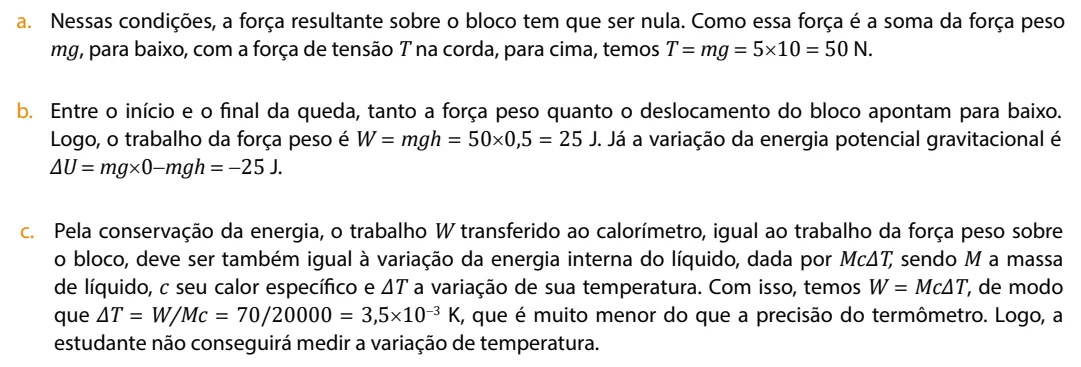 a. Nessas condições, a força resultante sobre o bloco tem que ser nula. Como essa força é a soma da força peso
mg, para baixo, com a força de tensão T na corda, para cima, temos T = mg = 5×10 = 50 N.
b. Entre o início e o final da queda, tanto a força peso quanto o deslocamento do bloco apontam para baixo.
Logo, o trabalho da força peso é W = mgh = 50×0,5 = 25 J. Já a variação da energia potencial gravitacional é
ΔU = mg×0–mgh = –25 J.
c. Pela conservação da energia, o trabalho W transferido ao calorímetro, igual ao trabalho da força peso sobre
o bloco, deve ser também igual à variação da energia interna do líquido, dada por McΔT, sendo M a massa
de líquido, c seu calor específico e ΔT a variação de sua temperatura. Com isso, temos W = McΔT, de modo
que ΔT = W/Mc = 70/20000 = 3,5×10⁻³ K, que é muito menor do que a precisão do termômetro. Logo, a
estudante não conseguirá medir a variação de temperatura.